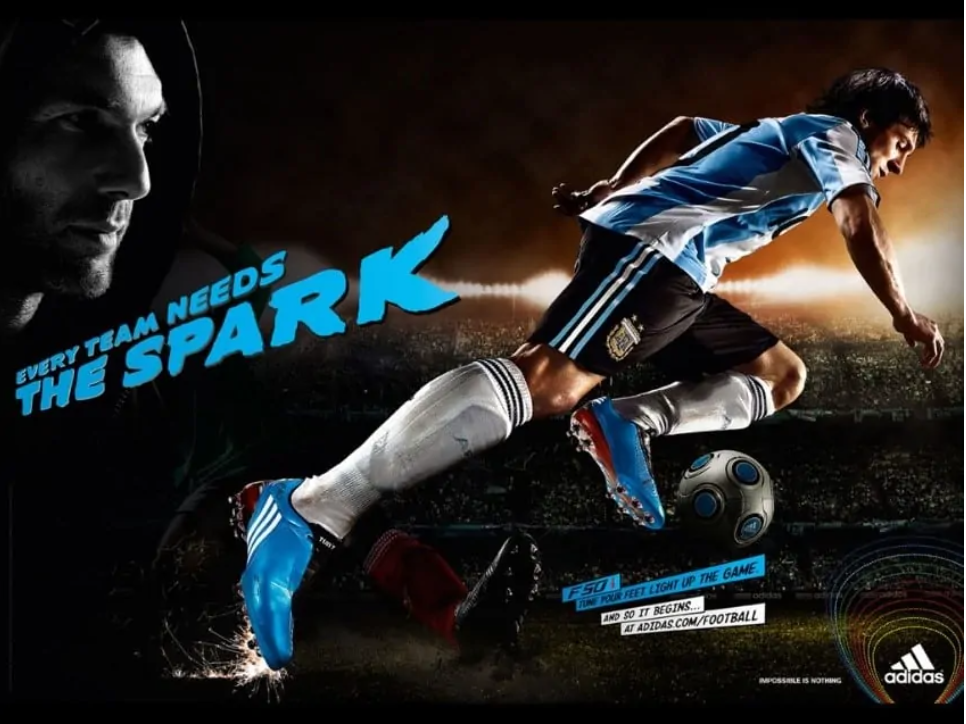 EVERY TEAM NEEDS
THE SPARK
F50 i
TUNE YOUR FEET. LIGHT UP THE GAME.
AND SO IT BEGINS...
AT ADIDAS.COM/FOOTBALL
IMPOSSIBLE IS NOTHING
adidas